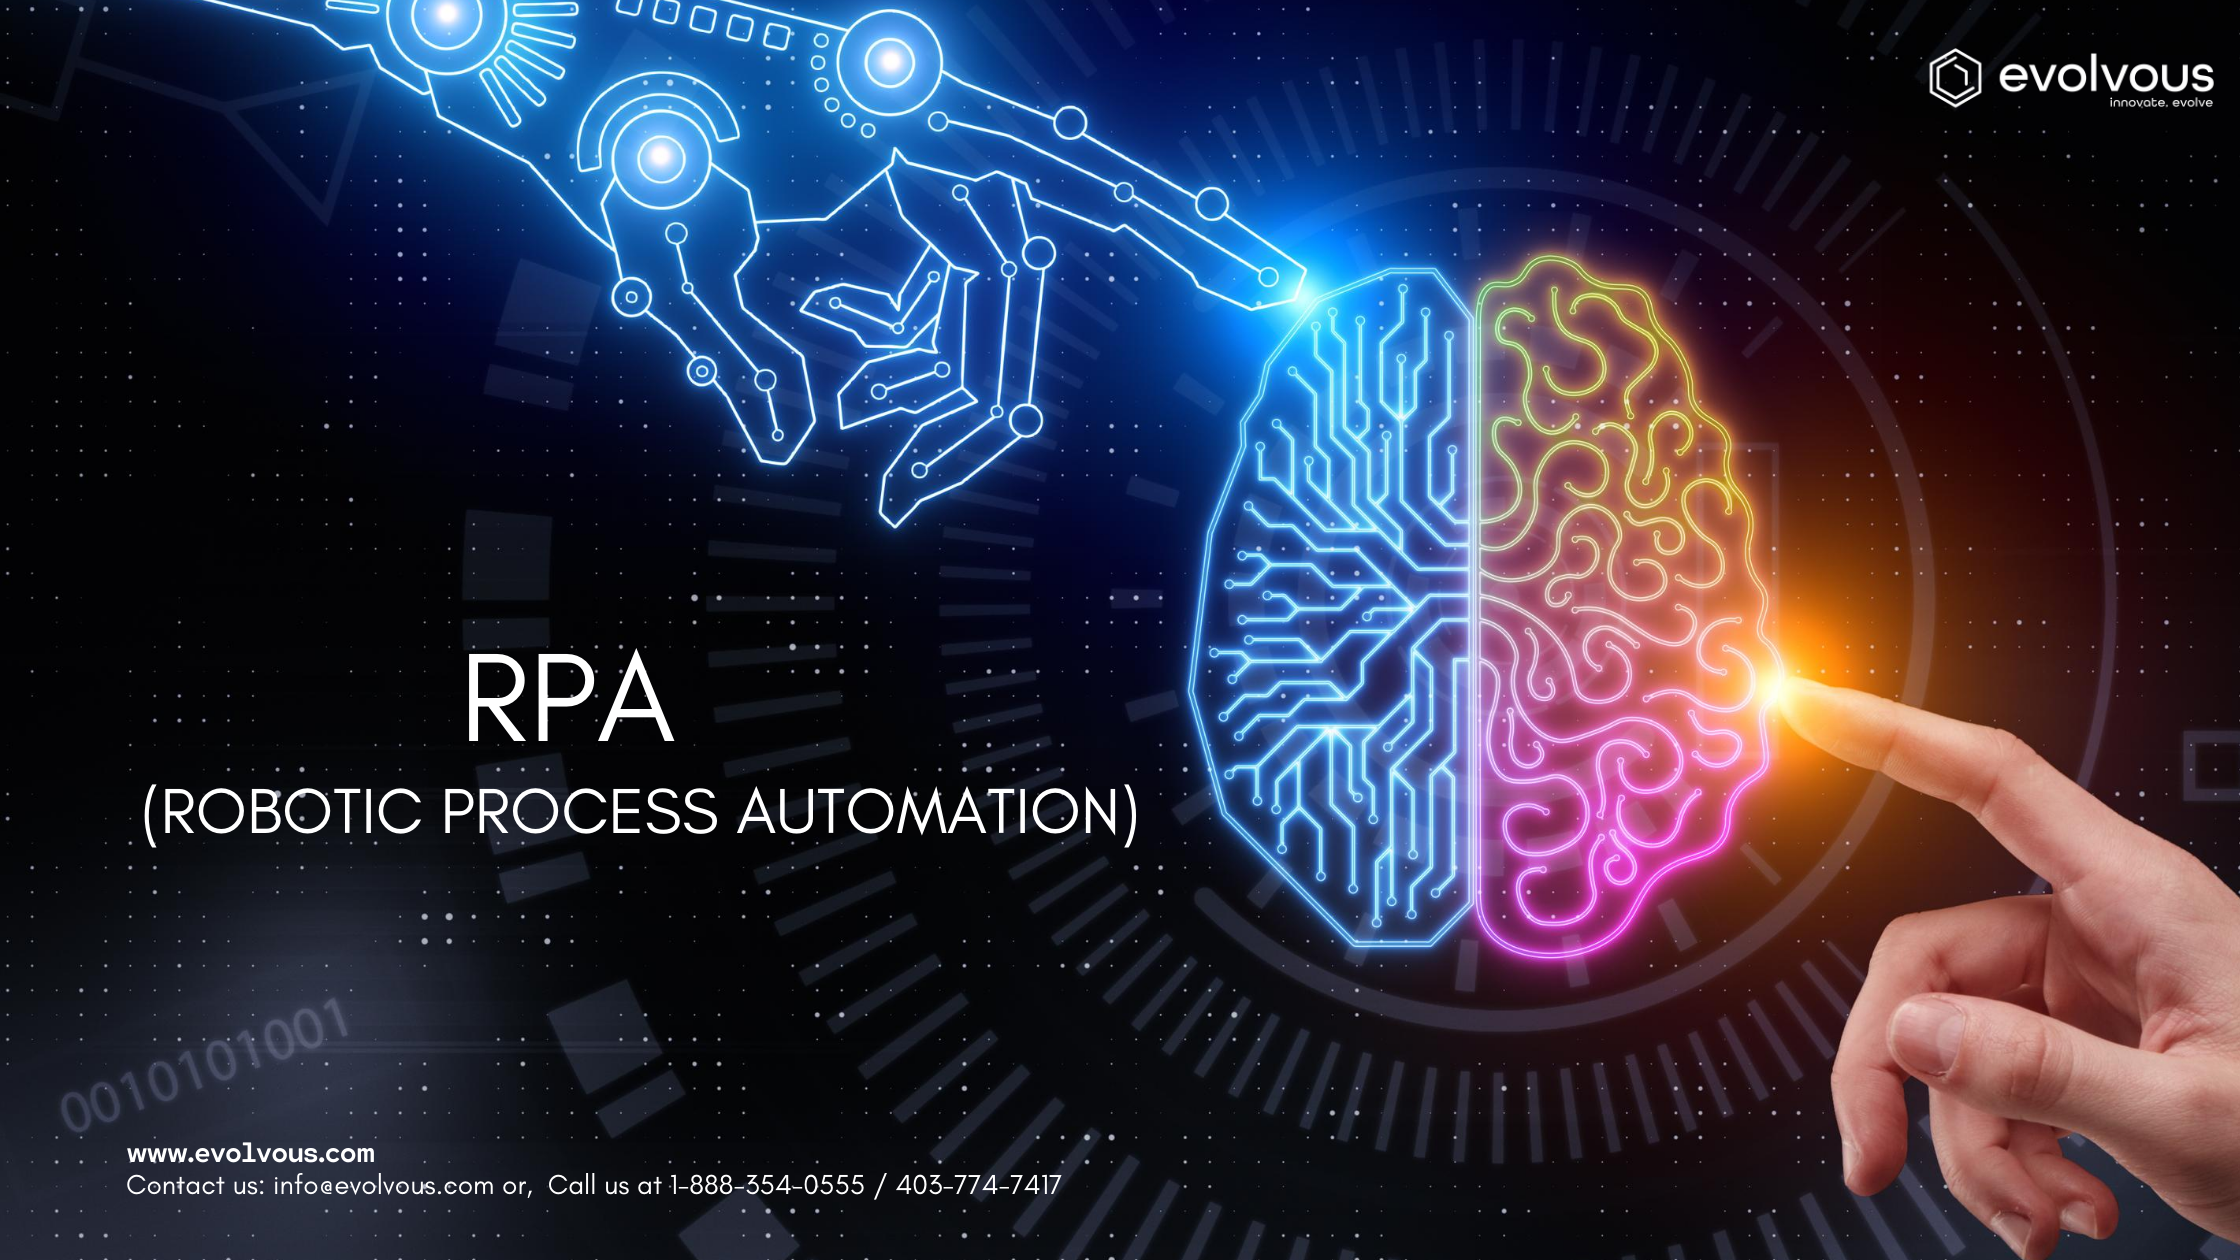 evolvous
innovate. evolve
RPA
(ROBOTIC PROCESS AUTOMATION)
001010101001
www.evolvous.com
Contact us: info@evolvous.com or, Call us at 1-888-354-0555 / 403-774-7417